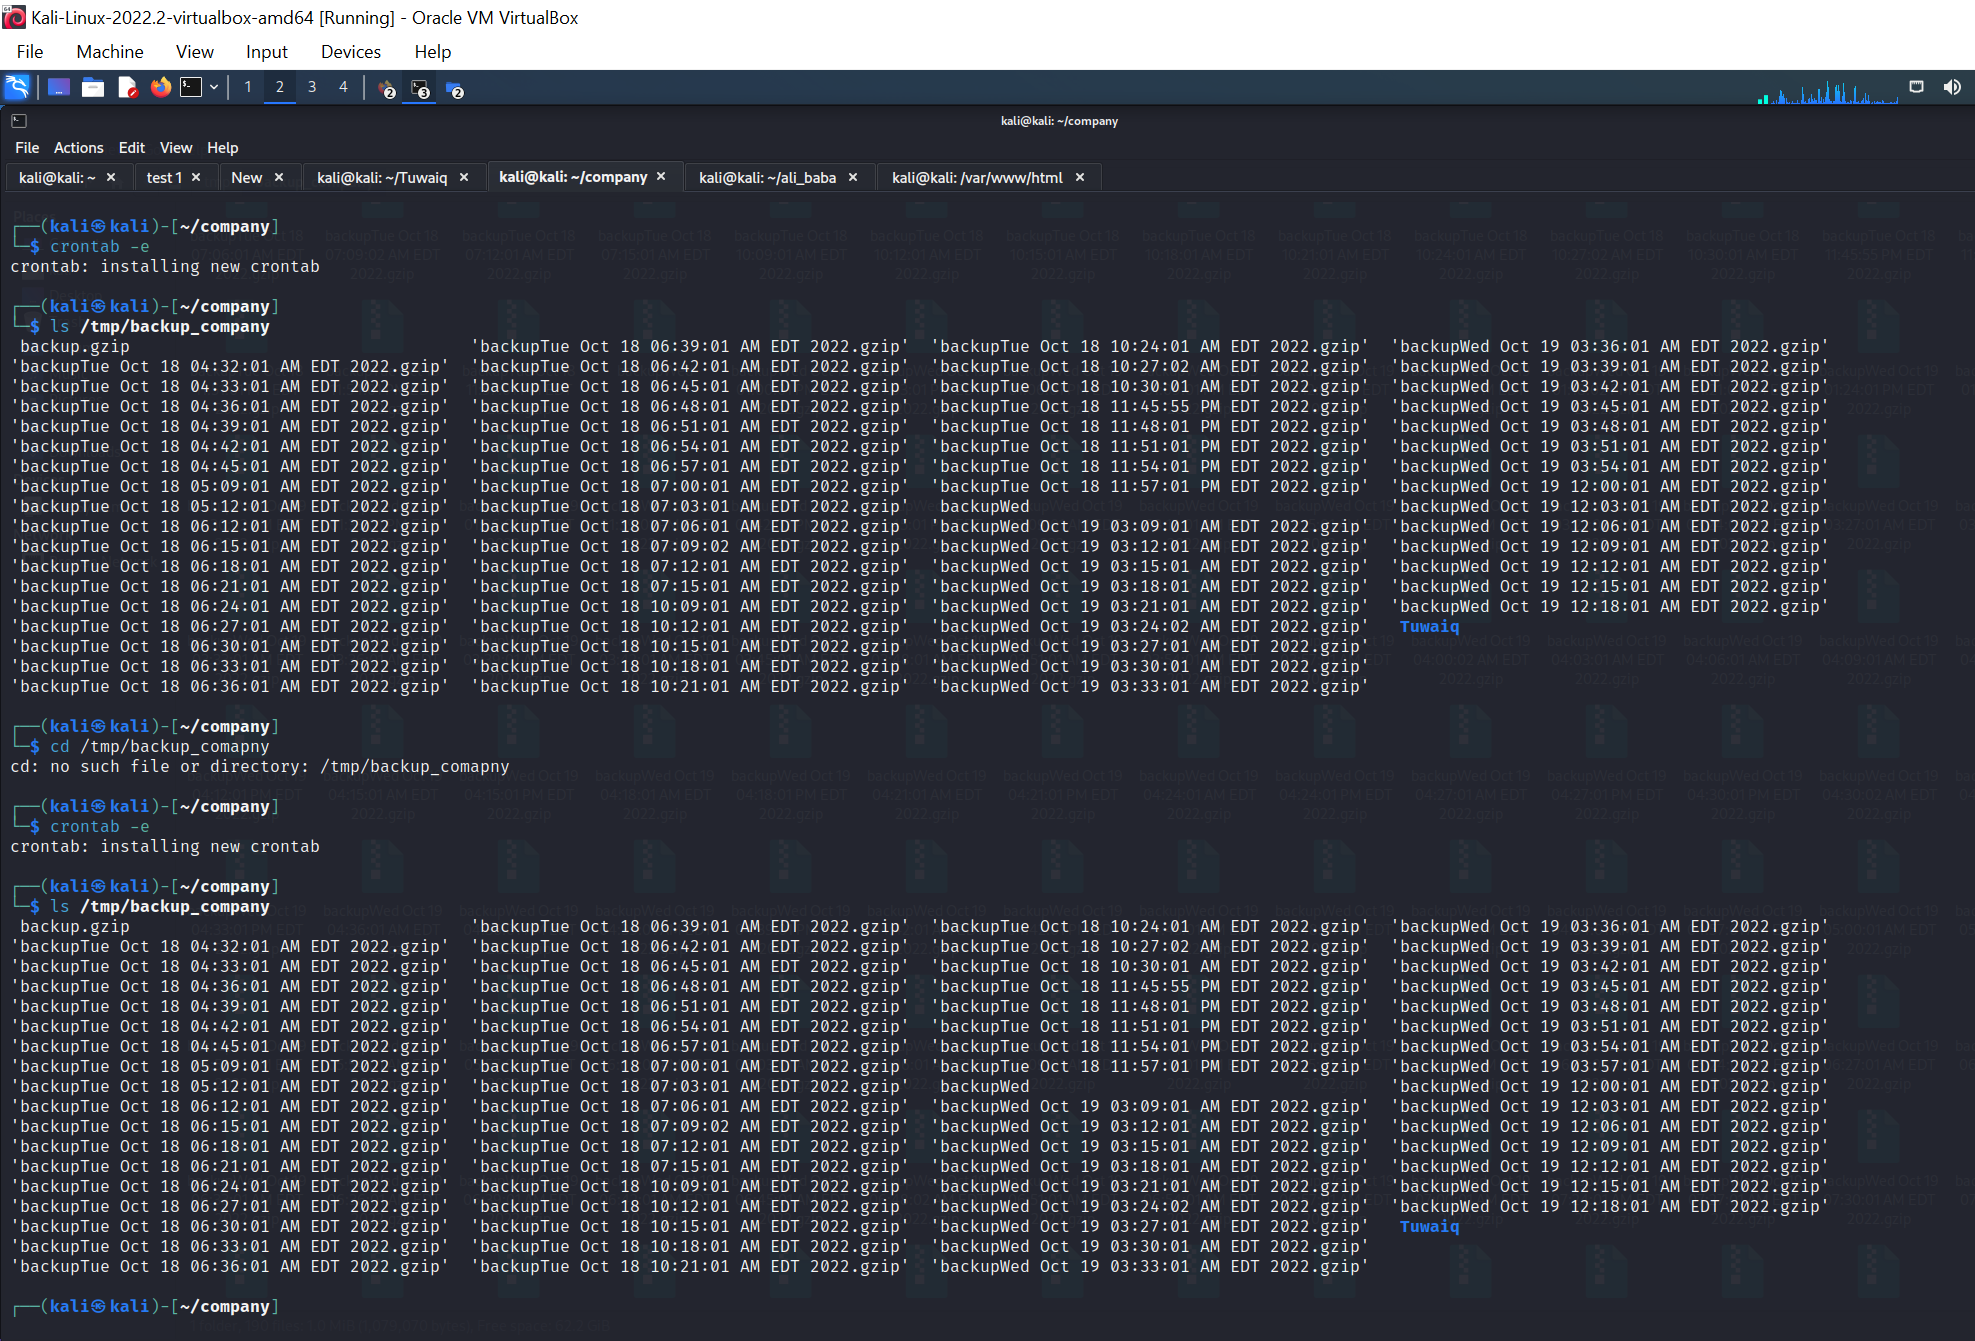 Kali-Linux-2022.2-virtualbox-amd64 [Running] - Oracle VM VirtualBox
File Machine View Input Devices Help
1 2 3 4 2 3 2
kali@kali: ~/company
File Actions Edit View Help
kali@kali: ~ × test 1 × New × kali@kali: ~/Tuwaiq × kali@kali: ~/company × kali@kali: ~/ali_baba × kali@kali: /var/www/html ×
┌──(kali㉿kali)-[~/company]
└─$ crontab -e
crontab: installing new crontab
┌──(kali㉿kali)-[~/company]
└─$ ls /tmp/backup_company
backup.gzip 'backupTue Oct 18 06:39:01 AM EDT 2022.gzip' 'backupTue Oct 18 10:24:01 AM EDT 2022.gzip' 'backupWed Oct 19 03:36:01 AM EDT 2022.gzip'
'backupTue Oct 18 04:32:01 AM EDT 2022.gzip' 'backupTue Oct 18 06:42:01 AM EDT 2022.gzip' 'backupTue Oct 18 10:27:02 AM EDT 2022.gzip' 'backupWed Oct 19 03:39:01 AM EDT 2022.gzip'
'backupTue Oct 18 04:33:01 AM EDT 2022.gzip' 'backupTue Oct 18 06:45:01 AM EDT 2022.gzip' 'backupTue Oct 18 10:30:01 AM EDT 2022.gzip' 'backupWed Oct 19 03:42:01 AM EDT 2022.gzip'
'backupTue Oct 18 04:36:01 AM EDT 2022.gzip' 'backupTue Oct 18 06:48:01 AM EDT 2022.gzip' 'backupTue Oct 18 11:45:55 PM EDT 2022.gzip' 'backupWed Oct 19 03:45:01 AM EDT 2022.gzip'
'backupTue Oct 18 04:39:01 AM EDT 2022.gzip' 'backupTue Oct 18 06:51:01 AM EDT 2022.gzip' 'backupTue Oct 18 11:48:01 PM EDT 2022.gzip' 'backupWed Oct 19 03:48:01 AM EDT 2022.gzip'
'backupTue Oct 18 04:42:01 AM EDT 2022.gzip' 'backupTue Oct 18 06:54:01 AM EDT 2022.gzip' 'backupTue Oct 18 11:51:01 PM EDT 2022.gzip' 'backupWed Oct 19 03:51:01 AM EDT 2022.gzip'
'backupTue Oct 18 04:45:01 AM EDT 2022.gzip' 'backupTue Oct 18 06:57:01 AM EDT 2022.gzip' 'backupTue Oct 18 11:54:01 PM EDT 2022.gzip' 'backupWed Oct 19 03:54:01 AM EDT 2022.gzip'
'backupTue Oct 18 05:09:01 AM EDT 2022.gzip' 'backupTue Oct 18 07:00:01 AM EDT 2022.gzip' 'backupTue Oct 18 11:57:01 PM EDT 2022.gzip' 'backupWed Oct 19 12:00:01 AM EDT 2022.gzip'
'backupTue Oct 18 05:12:01 AM EDT 2022.gzip' 'backupTue Oct 18 07:03:01 AM EDT 2022.gzip' backupWed 'backupWed Oct 19 12:03:01 AM EDT 2022.gzip'
'backupTue Oct 18 06:12:01 AM EDT 2022.gzip' 'backupTue Oct 18 07:06:01 AM EDT 2022.gzip' 'backupWed Oct 19 03:09:01 AM EDT 2022.gzip' 'backupWed Oct 19 12:06:01 AM EDT 2022.gzip'
'backupTue Oct 18 06:15:01 AM EDT 2022.gzip' 'backupTue Oct 18 07:09:02 AM EDT 2022.gzip' 'backupWed Oct 19 03:12:01 AM EDT 2022.gzip' 'backupWed Oct 19 12:09:01 AM EDT 2022.gzip'
'backupTue Oct 18 06:18:01 AM EDT 2022.gzip' 'backupTue Oct 18 07:12:01 AM EDT 2022.gzip' 'backupWed Oct 19 03:15:01 AM EDT 2022.gzip' 'backupWed Oct 19 12:12:01 AM EDT 2022.gzip'
'backupTue Oct 18 06:21:01 AM EDT 2022.gzip' 'backupTue Oct 18 07:15:01 AM EDT 2022.gzip' 'backupWed Oct 19 03:18:01 AM EDT 2022.gzip' 'backupWed Oct 19 12:15:01 AM EDT 2022.gzip'
'backupTue Oct 18 06:24:01 AM EDT 2022.gzip' 'backupTue Oct 18 10:09:01 AM EDT 2022.gzip' 'backupWed Oct 19 03:21:01 AM EDT 2022.gzip' 'backupWed Oct 19 12:18:01 AM EDT 2022.gzip'
'backupTue Oct 18 06:27:01 AM EDT 2022.gzip' 'backupTue Oct 18 10:12:01 AM EDT 2022.gzip' 'backupWed Oct 19 03:24:02 AM EDT 2022.gzip' Tuwaiq
'backupTue Oct 18 06:30:01 AM EDT 2022.gzip' 'backupTue Oct 18 10:15:01 AM EDT 2022.gzip' 'backupWed Oct 19 03:27:01 AM EDT 2022.gzip'
'backupTue Oct 18 06:33:01 AM EDT 2022.gzip' 'backupTue Oct 18 10:18:01 AM EDT 2022.gzip' 'backupWed Oct 19 03:30:01 AM EDT 2022.gzip'
'backupTue Oct 18 06:36:01 AM EDT 2022.gzip' 'backupTue Oct 18 10:21:01 AM EDT 2022.gzip' 'backupWed Oct 19 03:33:01 AM EDT 2022.gzip'
┌──(kali㉿kali)-[~/company]
└─$ cd /tmp/backup_comapny
cd: no such file or directory: /tmp/backup_comapny
┌──(kali㉿kali)-[~/company]
└─$ crontab -e
crontab: installing new crontab
┌──(kali㉿kali)-[~/company]
└─$ ls /tmp/backup_company
backup.gzip 'backupTue Oct 18 06:39:01 AM EDT 2022.gzip' 'backupTue Oct 18 10:24:01 AM EDT 2022.gzip' 'backupWed Oct 19 03:36:01 AM EDT 2022.gzip'
'backupTue Oct 18 04:32:01 AM EDT 2022.gzip' 'backupTue Oct 18 06:42:01 AM EDT 2022.gzip' 'backupTue Oct 18 10:27:02 AM EDT 2022.gzip' 'backupWed Oct 19 03:39:01 AM EDT 2022.gzip'
'backupTue Oct 18 04:33:01 AM EDT 2022.gzip' 'backupTue Oct 18 06:45:01 AM EDT 2022.gzip' 'backupTue Oct 18 10:30:01 AM EDT 2022.gzip' 'backupWed Oct 19 03:42:01 AM EDT 2022.gzip'
'backupTue Oct 18 04:36:01 AM EDT 2022.gzip' 'backupTue Oct 18 06:48:01 AM EDT 2022.gzip' 'backupTue Oct 18 11:45:55 PM EDT 2022.gzip' 'backupWed Oct 19 03:45:01 AM EDT 2022.gzip'
'backupTue Oct 18 04:39:01 AM EDT 2022.gzip' 'backupTue Oct 18 06:51:01 AM EDT 2022.gzip' 'backupTue Oct 18 11:48:01 PM EDT 2022.gzip' 'backupWed Oct 19 03:48:01 AM EDT 2022.gzip'
'backupTue Oct 18 04:42:01 AM EDT 2022.gzip' 'backupTue Oct 18 06:54:01 AM EDT 2022.gzip' 'backupTue Oct 18 11:51:01 PM EDT 2022.gzip' 'backupWed Oct 19 03:51:01 AM EDT 2022.gzip'
'backupTue Oct 18 04:45:01 AM EDT 2022.gzip' 'backupTue Oct 18 06:57:01 AM EDT 2022.gzip' 'backupTue Oct 18 11:54:01 PM EDT 2022.gzip' 'backupWed Oct 19 03:54:01 AM EDT 2022.gzip'
'backupTue Oct 18 05:09:01 AM EDT 2022.gzip' 'backupTue Oct 18 07:00:01 AM EDT 2022.gzip' 'backupTue Oct 18 11:57:01 PM EDT 2022.gzip' 'backupWed Oct 19 03:57:01 AM EDT 2022.gzip'
'backupTue Oct 18 05:12:01 AM EDT 2022.gzip' 'backupTue Oct 18 07:03:01 AM EDT 2022.gzip' backupWed 'backupWed Oct 19 12:00:01 AM EDT 2022.gzip'
'backupTue Oct 18 06:12:01 AM EDT 2022.gzip' 'backupTue Oct 18 07:06:01 AM EDT 2022.gzip' 'backupWed Oct 19 03:09:01 AM EDT 2022.gzip' 'backupWed Oct 19 12:03:01 AM EDT 2022.gzip'
'backupTue Oct 18 06:15:01 AM EDT 2022.gzip' 'backupTue Oct 18 07:09:02 AM EDT 2022.gzip' 'backupWed Oct 19 03:12:01 AM EDT 2022.gzip' 'backupWed Oct 19 12:06:01 AM EDT 2022.gzip'
'backupTue Oct 18 06:18:01 AM EDT 2022.gzip' 'backupTue Oct 18 07:12:01 AM EDT 2022.gzip' 'backupWed Oct 19 03:15:01 AM EDT 2022.gzip' 'backupWed Oct 19 12:09:01 AM EDT 2022.gzip'
'backupTue Oct 18 06:21:01 AM EDT 2022.gzip' 'backupTue Oct 18 07:15:01 AM EDT 2022.gzip' 'backupWed Oct 19 03:18:01 AM EDT 2022.gzip' 'backupWed Oct 19 12:12:01 AM EDT 2022.gzip'
'backupTue Oct 18 06:24:01 AM EDT 2022.gzip' 'backupTue Oct 18 10:09:01 AM EDT 2022.gzip' 'backupWed Oct 19 03:21:01 AM EDT 2022.gzip' 'backupWed Oct 19 12:15:01 AM EDT 2022.gzip'
'backupTue Oct 18 06:27:01 AM EDT 2022.gzip' 'backupTue Oct 18 10:12:01 AM EDT 2022.gzip' 'backupWed Oct 19 03:24:02 AM EDT 2022.gzip' 'backupWed Oct 19 12:18:01 AM EDT 2022.gzip'
'backupTue Oct 18 06:30:01 AM EDT 2022.gzip' 'backupTue Oct 18 10:15:01 AM EDT 2022.gzip' 'backupWed Oct 19 03:27:01 AM EDT 2022.gzip' Tuwaiq
'backupTue Oct 18 06:33:01 AM EDT 2022.gzip' 'backupTue Oct 18 10:18:01 AM EDT 2022.gzip' 'backupWed Oct 19 03:30:01 AM EDT 2022.gzip'
'backupTue Oct 18 06:36:01 AM EDT 2022.gzip' 'backupTue Oct 18 10:21:01 AM EDT 2022.gzip' 'backupWed Oct 19 03:33:01 AM EDT 2022.gzip'
┌──(kali㉿kali)-[~/company]